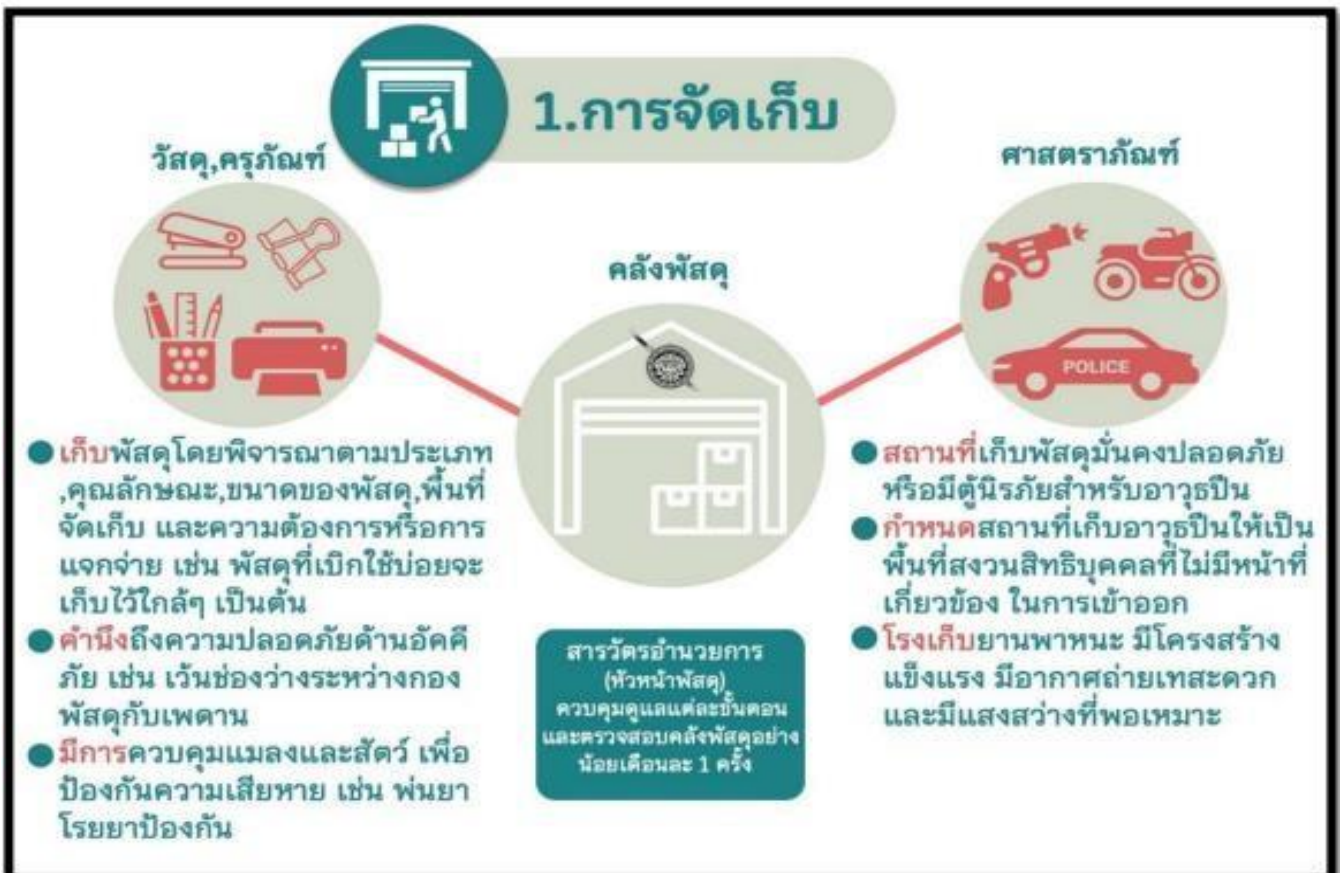 1.การจัดเก็บ
วัสดุ,ครุภัณฑ์
ศาสตราภัณฑ์
คลังพัสดุ
POLICE
เก็บพัสดุโดยพิจารณาตามประเภท
,คุณลักษณะ,ขนาดของพัสดุ,พื้นที่
จัดเก็บ และความต้องการหรือการ
แจกจ่าย เช่น พัสดุที่เบิกใช้บ่อยจะ
เก็บไว้ใกล้ๆ เป็นต้น
คำนึงถึงความปลอดภัยด้านอัคคี
ภัย เช่น เว้นช่องว่างระหว่างกอง
พัสดุกับเพดาน
มีการควบคุมแมลงและสัตว์ เพื่อ
ป้องกันความเสียหาย เช่น พ่นยา
โรยยาป้องกัน
สารวัตรอำนวยการ
(หัวหน้าพัสดุ)
ควบคุมดูแลแต่ละขั้นตอน
และตรวจสอบคลังพัสดุอย่าง
น้อยเดือนละ 1 ครั้ง
สถานที่เก็บพัสดุมั่นคงปลอดภัย
หรือมีตู้นิรภัยสำหรับอาวุธปืน
กำหนดสถานที่เก็บอาวุธปืนให้เป็น
พื้นที่สงวนสิทธิบุคคลที่ไม่มีหน้าที่
เกี่ยวข้อง ในการเข้าออก
โรงเก็บยานพาหนะ มีโครงสร้าง
แข็งแรง มีอากาศถ่ายเทสะดวก
และมีแสงสว่างที่พอเหมาะ